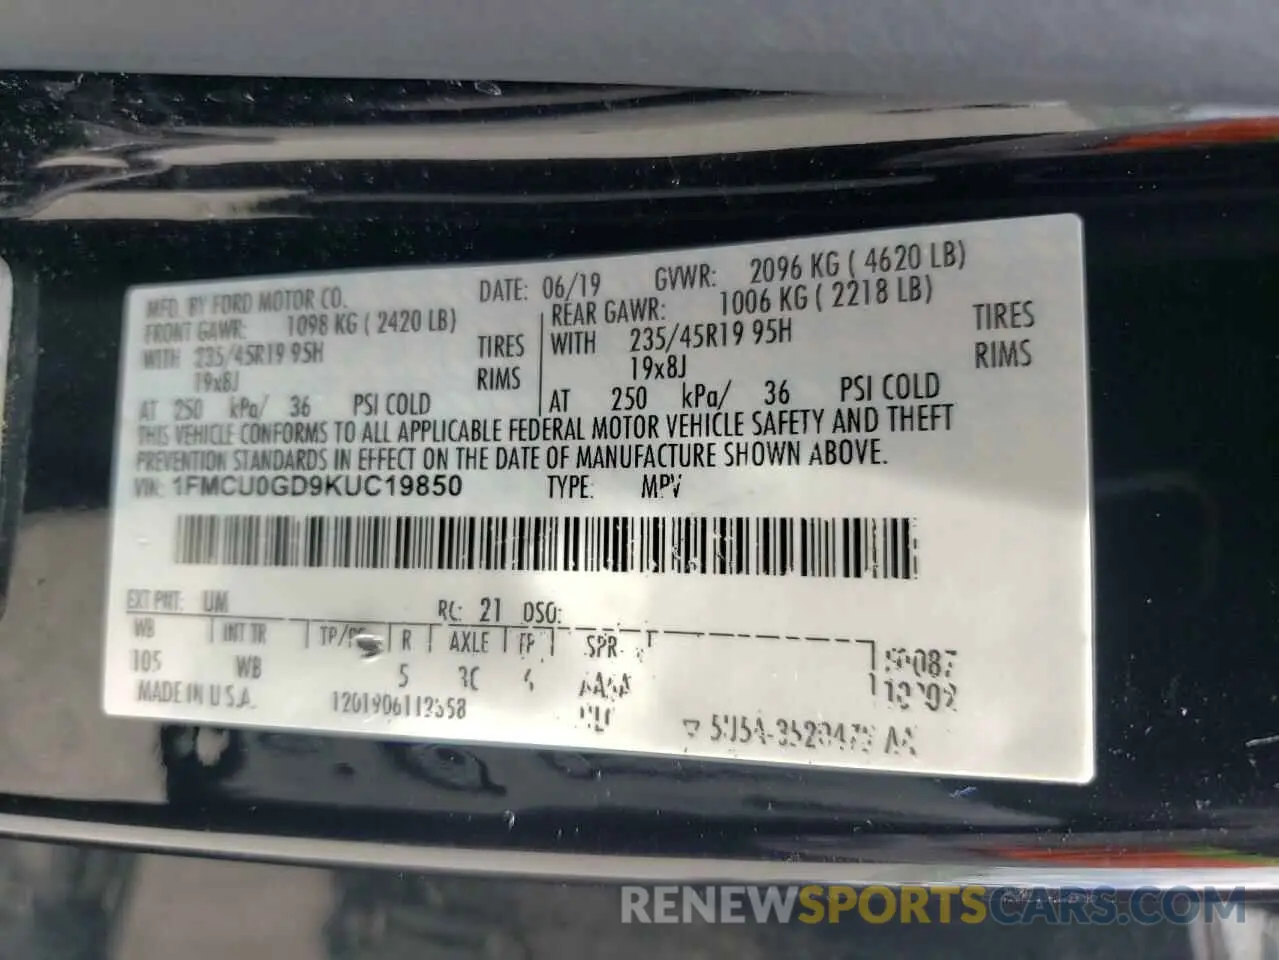 MFD. BY FORD MOTOR CO. DATE: 06/19 GVWR: 2096 KG ( 4620 LB)
FRONT GAWR: 1098 KG ( 2420 LB) REAR GAWR: 1006 KG ( 2218 LB)
WITH 235/45R19 95H TIRES WITH 235/45R19 95H TIRES
19x8J RIMS 19x8J RIMS
AT 250 kPa/ 36 PSI COLD AT 250 kPa/ 36 PSI COLD
THIS VEHICLE CONFORMS TO ALL APPLICABLE FEDERAL MOTOR VEHICLE SAFETY AND THEFT
PREVENTION STANDARDS IN EFFECT ON THE DATE OF MANUFACTURE SHOWN ABOVE.
VIN: 1FMCU0GD9KUC19850 TYPE: MPV
EXT PNT: UM RC: 21 DSO:
WB INT TR R AXLE SPR
105 WB 5
MADE IN U.S.A.
RENEWSPORTSCARS.COM